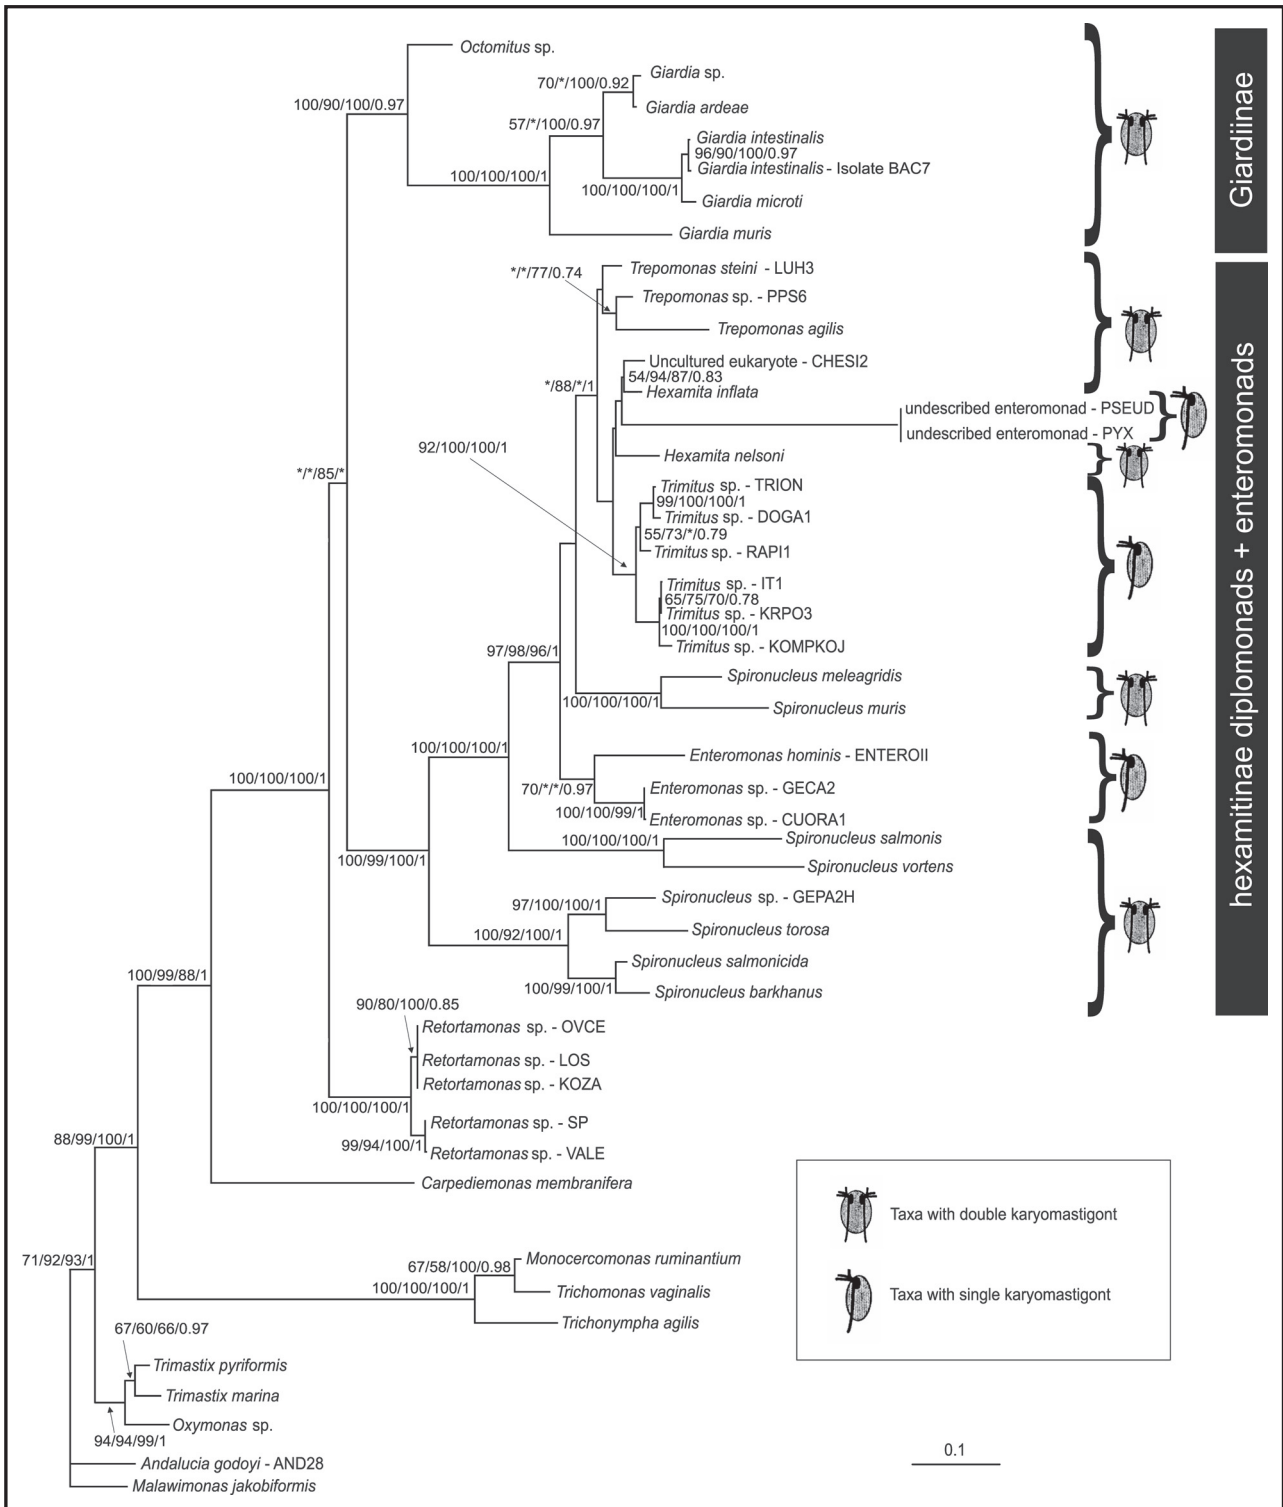 Octomitus sp.
Giardia sp.
70/*/100/0.92
100/90/100/0.97
Giardia ardeae
57/*/100/0.97
Giardia intestinalis
96/90/100/0.97
Giardia intestinalis - Isolate BAC7
100/100/100/1
100/100/100/1
Giardia microti
Giardia muris
Giardiinae
Trepomonas steini - LUH3
*/*/77/0.74
Trepomonas sp. - PPS6
Trepomonas agilis
Uncultured eukaryote - CHESI2
54/94/87/0.83
*/88/*/1
Hexamita inflata
undescribed enteromonad - PSEUD
undescribed enteromonad - PYX
92/100/100/1
Hexamita nelsoni
*/*/85/*
Trimitus sp. - TRION
99/100/100/1
Trimitus sp. - DOGA1
55/73/*/0.79
Trimitus sp. - RAPI1
Trimitus sp. - IT1
65/75/70/0.78
Trimitus sp. - KRPO3
100/100/100/1
Trimitus sp. - KOMPKOJ
97/98/96/1
Spironucleus meleagridis
100/100/100/1
Spironucleus muris
100/100/100/1
Enteromonas hominis - ENTEROII
100/100/100/1
70/*/*/0.97
Enteromonas sp. - GECA2
100/100/99/1
Enteromonas sp. - CUORA1
100/100/100/1
Spironucleus salmonis
100/99/100/1
Spironucleus vortens
97/100/100/1
Spironucleus sp. - GEPA2H
Spironucleus torosa
100/92/100/1
Spironucleus salmonicida
100/99/88/1
100/99/100/1
Spironucleus barkhanus
hexamitinae diplomonads + enteromonads
90/80/100/0.85
Retortamonas sp. - OVCE
Retortamonas sp. - LOS
Retortamonas sp. - KOZA
100/100/100/1
Retortamonas sp. - SP
88/99/100/1
99/94/100/1
Retortamonas sp. - VALE
Carpediemonas membranifera
Taxa with double karyomastigont
Taxa with single karyomastigont
71/92/93/1
67/58/100/0.98
Monocercomonas ruminantium
100/100/100/1
Trichomonas vaginalis
Trichonympha agilis
67/60/66/0.97
Trimastix pyriformis
Trimastix marina
Oxymonas sp.
94/94/99/1
0.1
Andalucia godoyi - AND28
Malawimonas jakobiformis